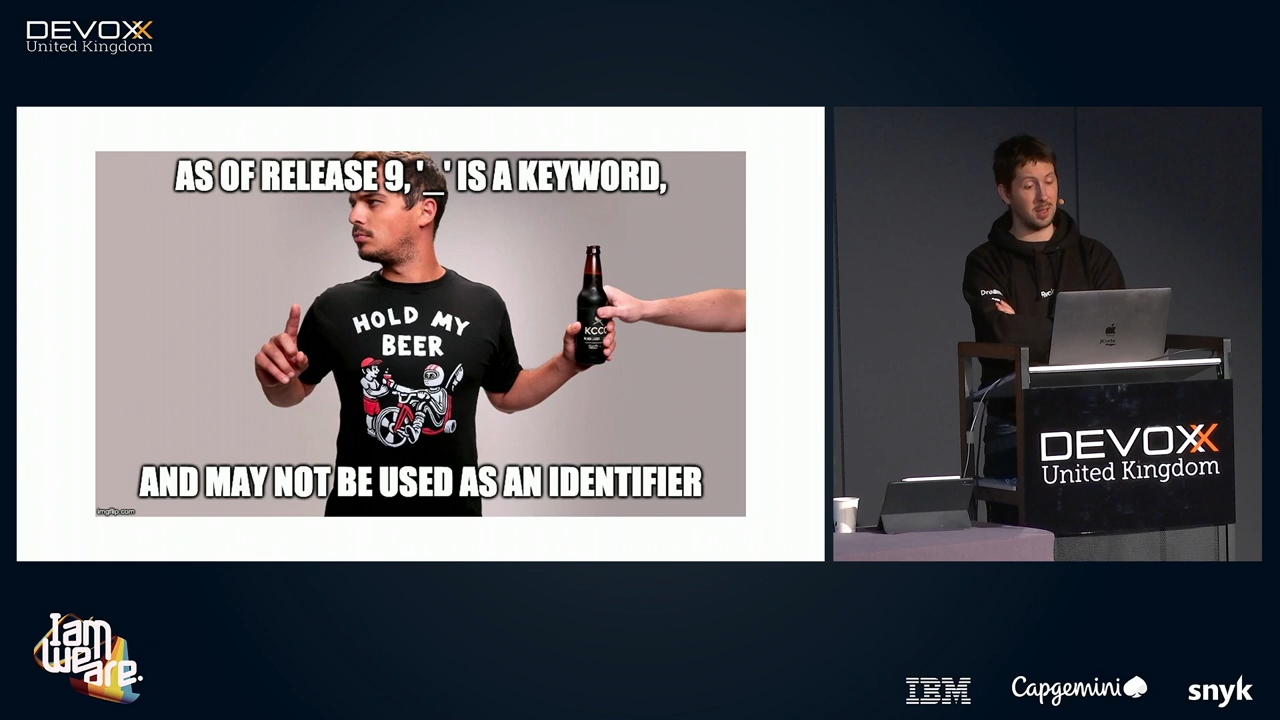 DEVOXX
United Kingdom
AS OF RELEASE 9, '_' IS A KEYWORD,
HOLD MY
BEER
KCCO
AND MAY NOT BE USED AS AN IDENTIFIER
imgflip.com
DEVOXX
United Kingdom
I am
We are.
IBM
Capgemini
snyk